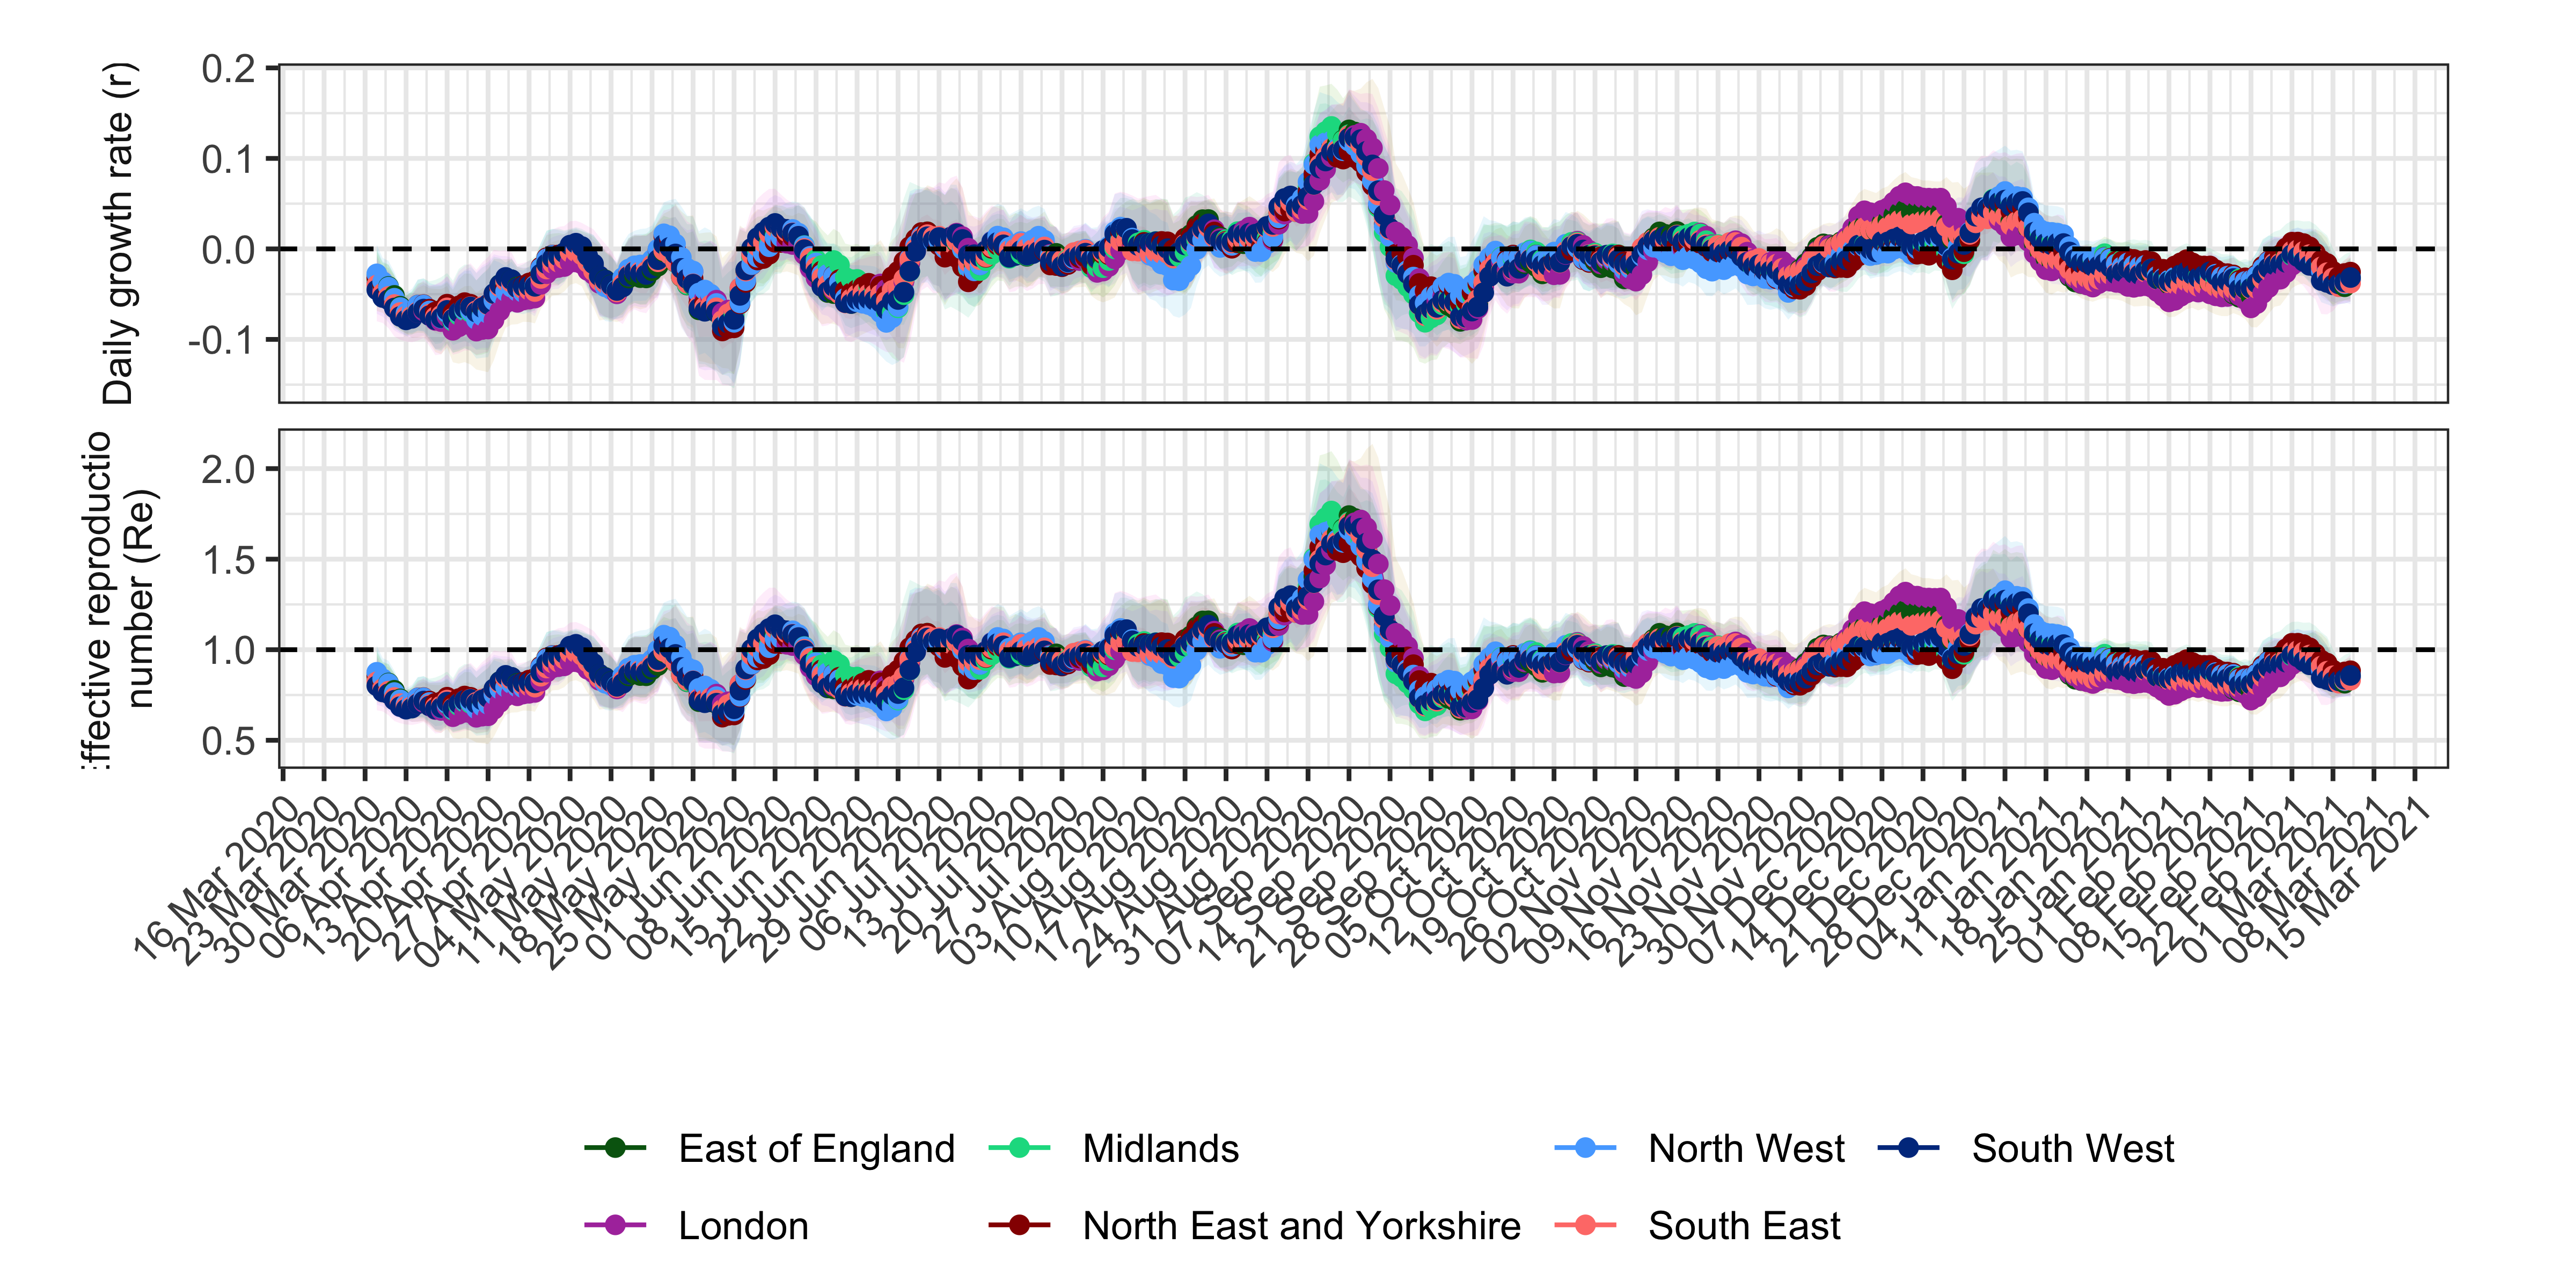 Daily growth rate (r)
0.2
0.1
0.0
-0.1
ffective reproductio
number (Re)
2.0
1.5
1.0
0.5
16 Mar 2020
23 Mar 2020
30 Mar 2020
06 Apr 2020
13 Apr 2020
20 Apr 2020
27 Apr 2020
04 May 2020
11 May 2020
18 May 2020
25 May 2020
01 Jun 2020
08 Jun 2020
15 Jun 2020
22 Jun 2020
29 Jun 2020
06 Jul 2020
13 Jul 2020
20 Jul 2020
27 Jul 2020
03 Aug 2020
10 Aug 2020
17 Aug 2020
24 Aug 2020
31 Aug 2020
07 Sep 2020
14 Sep 2020
21 Sep 2020
28 Sep 2020
05 Oct 2020
12 Oct 2020
19 Oct 2020
26 Oct 2020
02 Nov 2020
09 Nov 2020
16 Nov 2020
23 Nov 2020
30 Nov 2020
07 Dec 2020
14 Dec 2020
21 Dec 2020
28 Dec 2020
04 Jan 2021
11 Jan 2021
18 Jan 2021
25 Jan 2021
01 Feb 2021
08 Feb 2021
15 Feb 2021
22 Feb 2021
01 Mar 2021
08 Mar 2021
15 Mar 2021
East of England
Midlands
North West
South West
London
North East and Yorkshire
South East